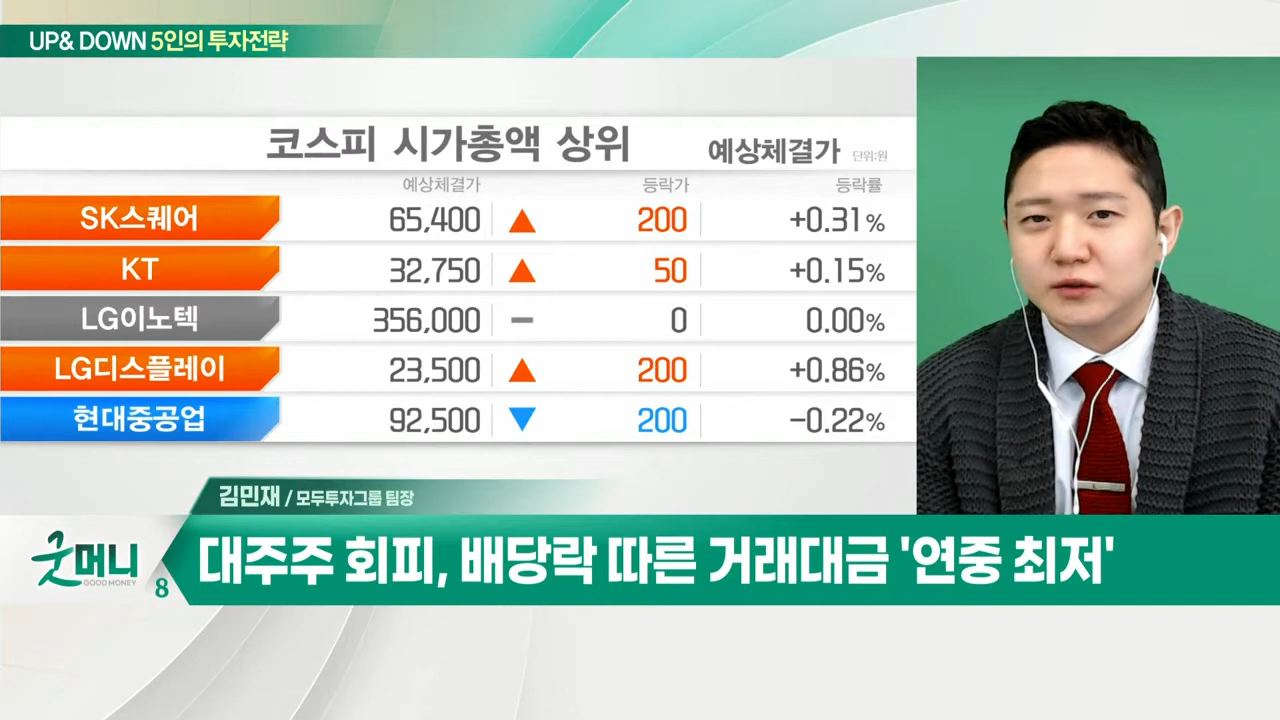 UP& DOWN 5인의 투자전략
코스피 시가총액 상위 예상체결가 단위:원
예상체결가 등락가 등락률
SK스퀘어 65,400 ▲ 200 +0.31%
KT 32,750 ▲ 50 +0.15%
LG이노텍 356,000 － 0 0.00%
LG디스플레이 23,500 ▲ 200 +0.86%
현대중공업 92,500 ▼ 200 -0.22%
김민재 / 모두투자그룹 팀장
굿머니
GOOD MONEY
8
대주주 회피, 배당락 따른 거래대금 '연중 최저'